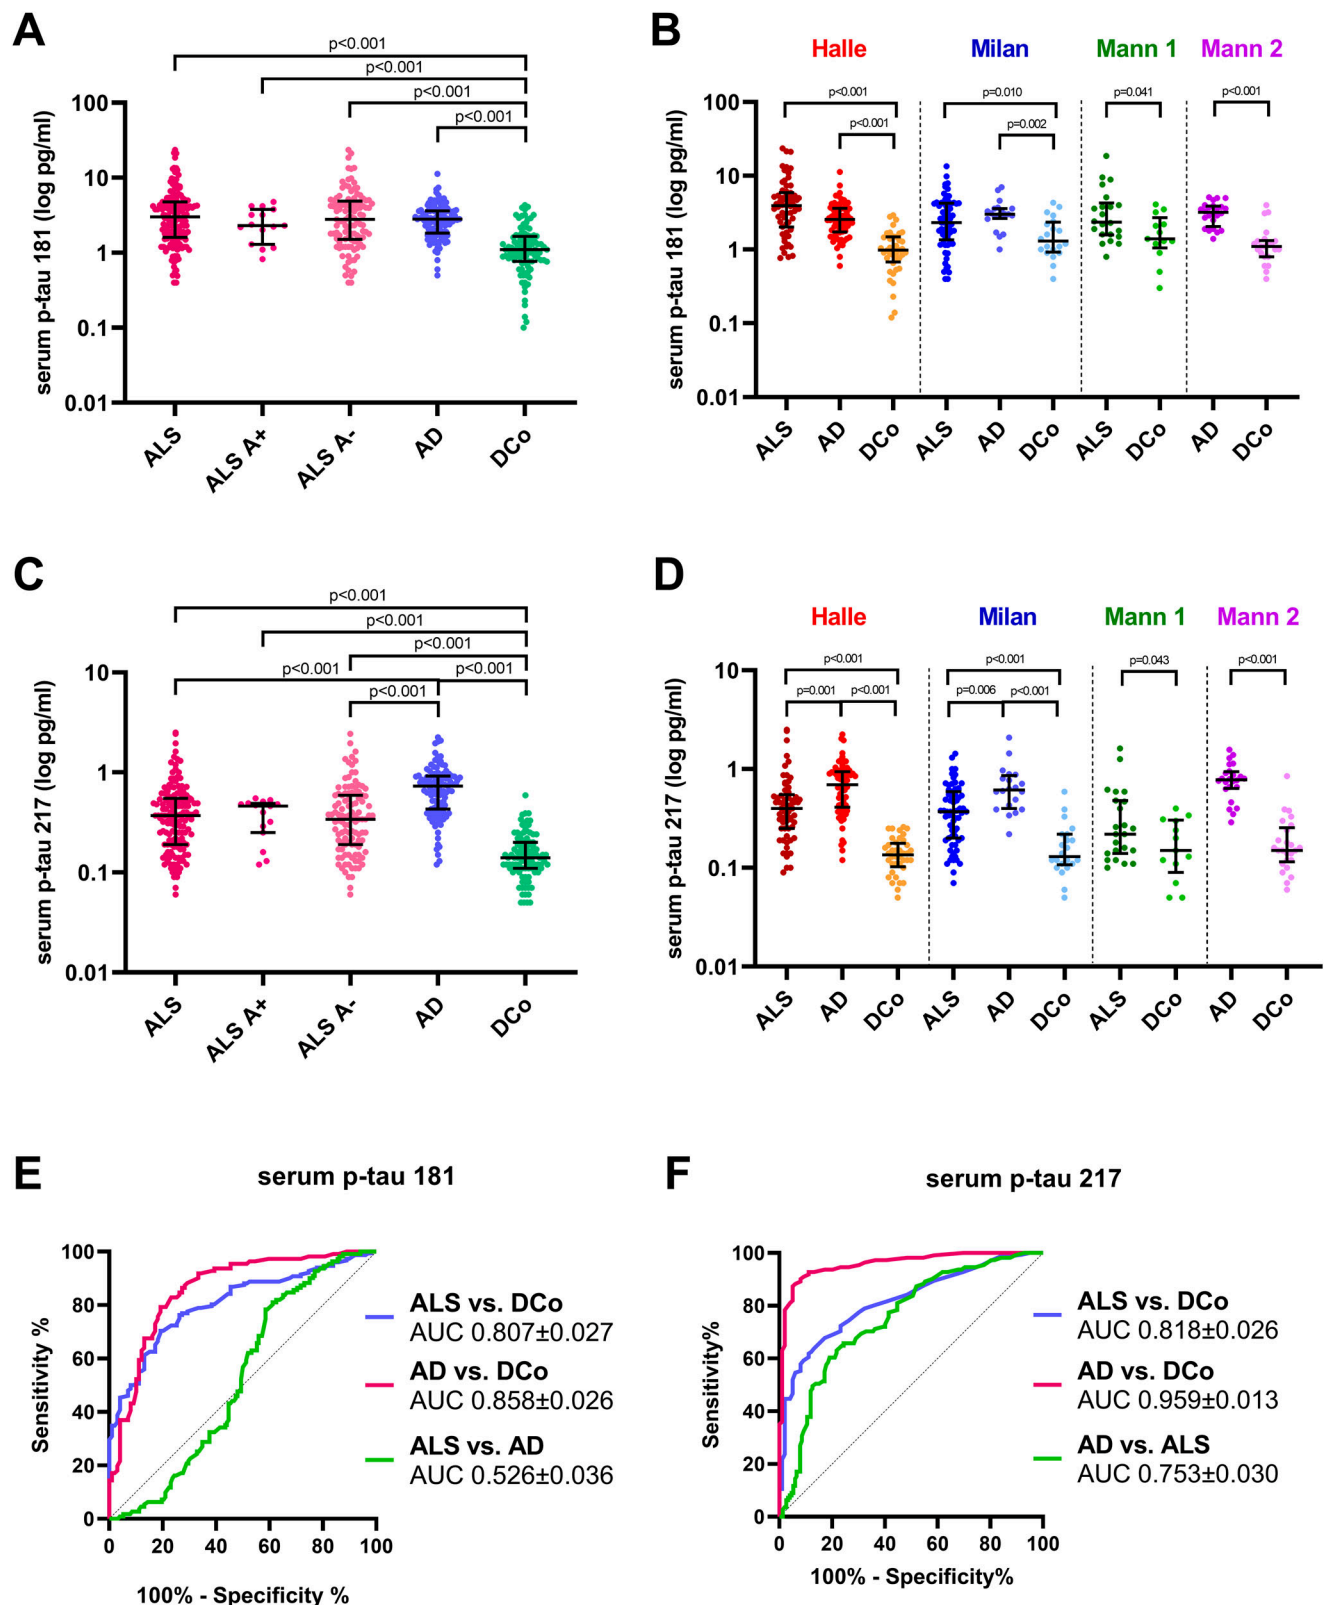 A
p<0.001
p<0.001
p<0.001
p<0.001
serum p-tau 181 (log pg/ml)
100
10
1
0.1
0.01
ALS
ALS A+
ALS A-
AD
DCo
B
Halle
Milan
Mann 1
Mann 2
p<0.001
p=0.010
p=0.041
p<0.001
p<0.001
p=0.002
serum p-tau 181 (log pg/ml)
100
10
1
0.1
0.01
ALS
AD
DCo
ALS
AD
DCo
ALS
DCo
AD
DCo
C
p<0.001
p<0.001
p<0.001
p<0.001
p<0.001
p<0.001
serum p-tau 217 (log pg/ml)
10
1
0.1
0.01
ALS
ALS A+
ALS A-
AD
DCo
D
Halle
Milan
Mann 1
Mann 2
p<0.001
p<0.001
p=0.043
p<0.001
p=0.001
p<0.001
p=0.006
p<0.001
serum p-tau 217 (log pg/ml)
10
1
0.1
0.01
ALS
AD
DCo
ALS
AD
DCo
ALS
DCo
AD
DCo
E
serum p-tau 181
Sensitivity %
100
80
60
40
20
0
0
20
40
60
80
100
100% - Specificity %
ALS vs. DCo
AUC 0.807±0.027
AD vs. DCo
AUC 0.858±0.026
ALS vs. AD
AUC 0.526±0.036
F
serum p-tau 217
Sensitivity%
100
80
60
40
20
0
0
20
40
60
80
100
100% - Specificity%
ALS vs. DCo
AUC 0.818±0.026
AD vs. DCo
AUC 0.959±0.013
AD vs. ALS
AUC 0.753±0.030